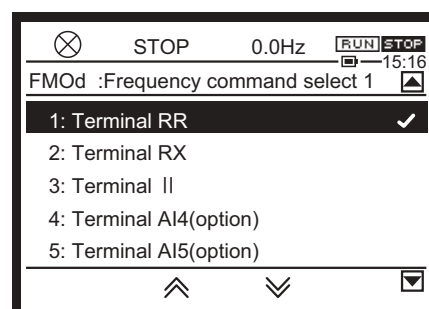 STOP 0.0Hz RUN STOP
15:16
FMOd :Frequency command select 1
1: Terminal RR
2: Terminal RX
3: Terminal II
4: Terminal AI4(option)
5: Terminal AI5(option)